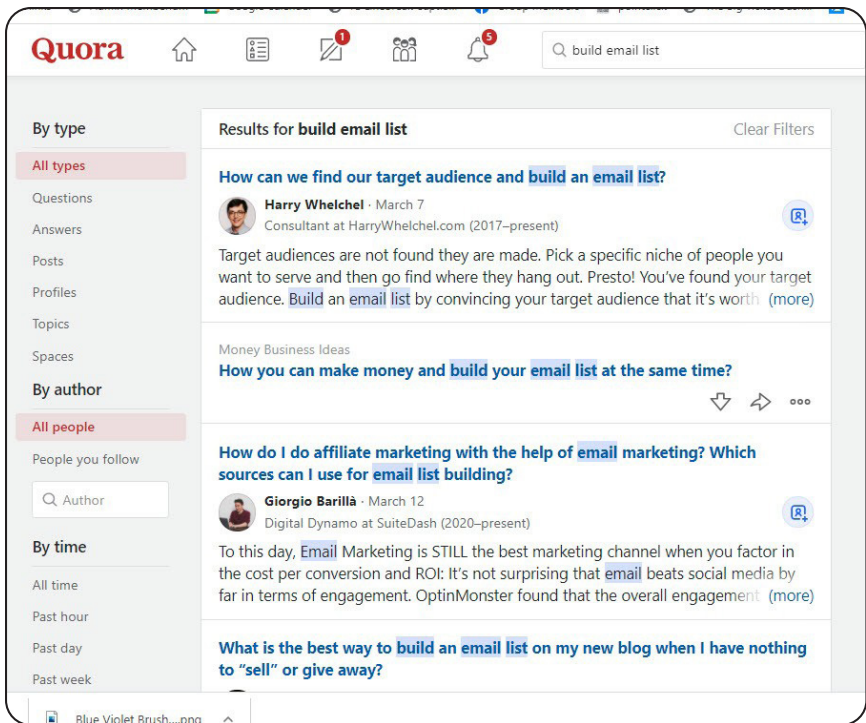 Quora
1
5
build email list
By type
All types
Questions
Answers
Posts
Profiles
Topics
Spaces
By author
All people
People you follow
Author
By time
All time
Past hour
Past day
Past week
Results for build email list
Clear Filters
How can we find our target audience and build an email list?
Harry Whelchel · March 7
Consultant at HarryWhelchel.com (2017–present)
Target audiences are not found they are made. Pick a specific niche of people you
want to serve and then go find where they hang out. Presto! You've found your target
audience. Build an email list by convincing your target audience that it's worth (more)
Money Business Ideas
How you can make money and build your email list at the same time?
How do I do affiliate marketing with the help of email marketing? Which
sources can I use for email list building?
Giorgio Barillà · March 12
Digital Dynamo at SuiteDash (2020–present)
To this day, Email Marketing is STILL the best marketing channel when you factor in
the cost per conversion and ROI: It's not surprising that email beats social media by
far in terms of engagement. OptinMonster found that the overall engagement (more)
What is the best way to build an email list on my new blog when I have nothing
to “sell” or give away?
Blue Violet Brush....png